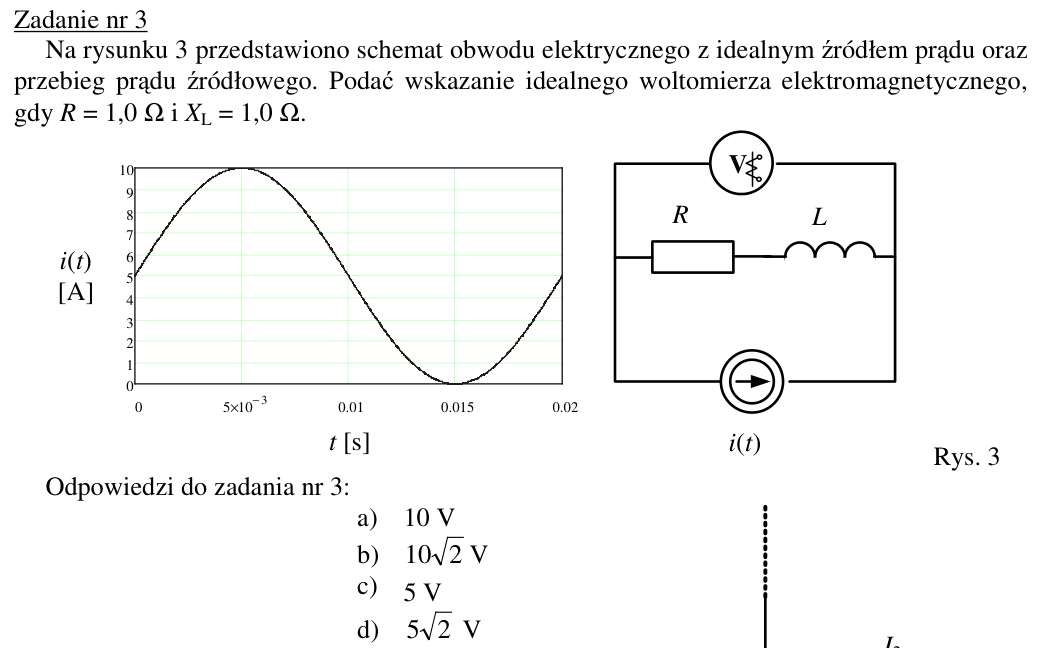 Zadanie nr 3
Na rysunku 3 przedstawiono schemat obwodu elektrycznego z idealnym źródłem prądu oraz
przebieg prądu źródłowego. Podać wskazanie idealnego woltomierza elektromagnetycznego,
gdy R = 1,0 Ω i X_L = 1,0 Ω.
10
9
8
7
6
5
4
3
2
1
0
i(t)
[A]
0 5×10⁻³ 0.01 0.015 0.02
t [s]
V
R L
i(t)
Rys. 3
Odpowiedzi do zadania nr 3:
a) 10 V
b) 10√2 V
c) 5 V
d) 5√2 V